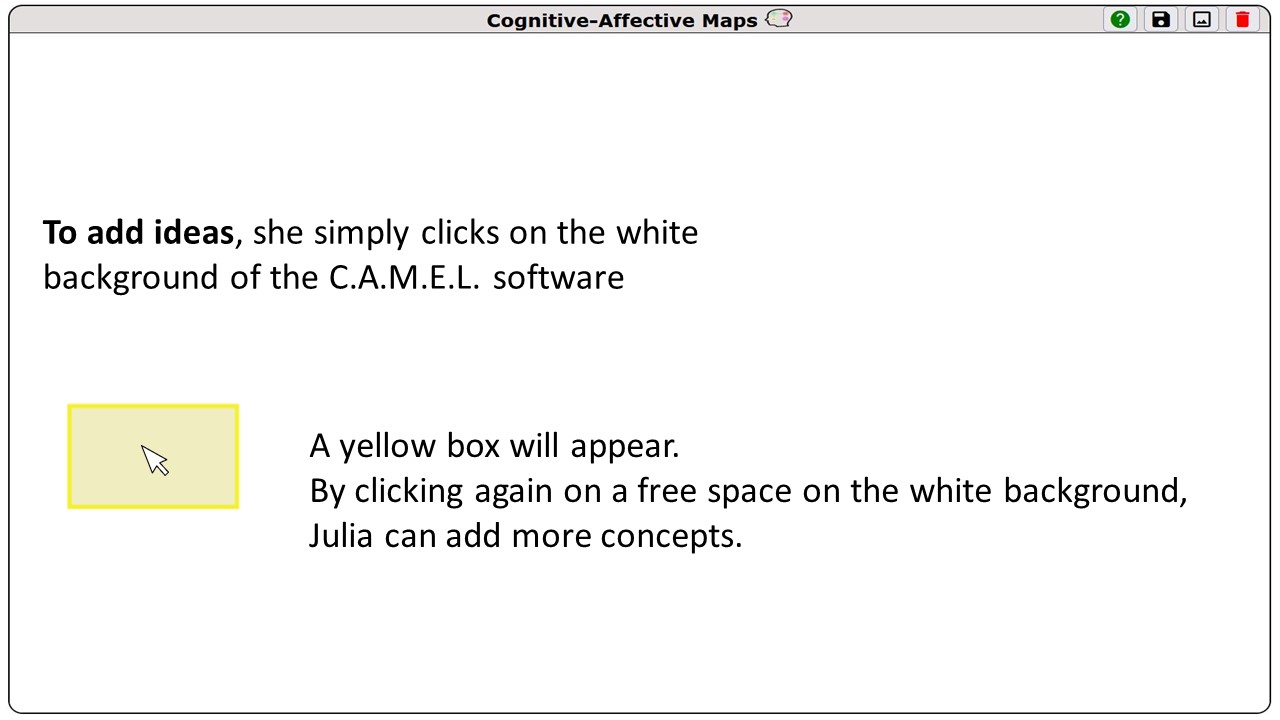 Cognitive-Affective Maps
To add ideas, she simply clicks on the white
background of the C.A.M.E.L. software
A yellow box will appear.
By clicking again on a free space on the white background,
Julia can add more concepts.